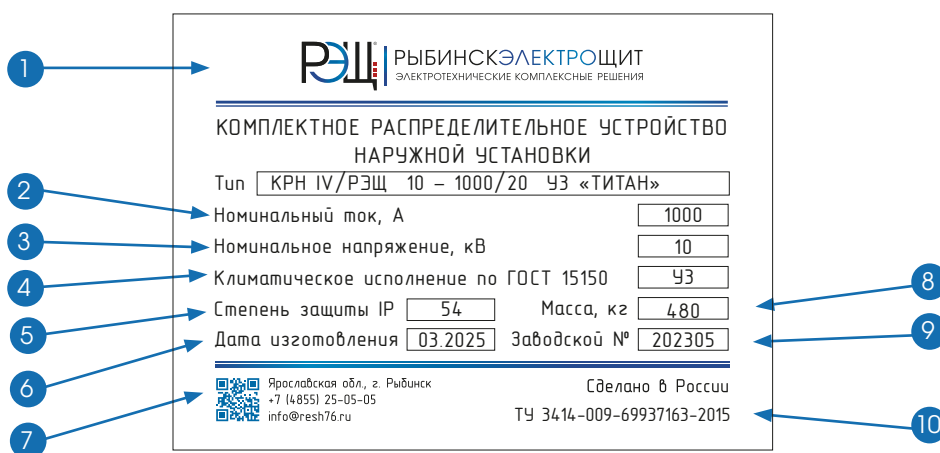 1
РЭЩ РЫБИНСКЭЛЕКТРОЩИТ
ЭЛЕКТРОТЕХНИЧЕСКИЕ КОМПЛЕКСНЫЕ РЕШЕНИЯ
КОМПЛЕКТНОЕ РАСПРЕДЕЛИТЕЛЬНОЕ УСТРОЙСТВО
НАРУЖНОЙ УСТАНОВКИ
Тип КРН IV/РЭЩ 10 – 1000/20 У3 «ТИТАН»
2 Номинальный ток, А 1000
3 Номинальное напряжение, кВ 10
4 Климатическое исполнение по ГОСТ 15150 У3
5 Степень защиты IP 54 Масса, кг 480 8
6 Дата изготовления 03.2025 Заводской № 202305 9
7 Ярославская обл., г. Рыбинск
+7 (4855) 25-05-05
info@resh76.ru
Сделано в России
ТУ 3414-009-69937163-2015 10